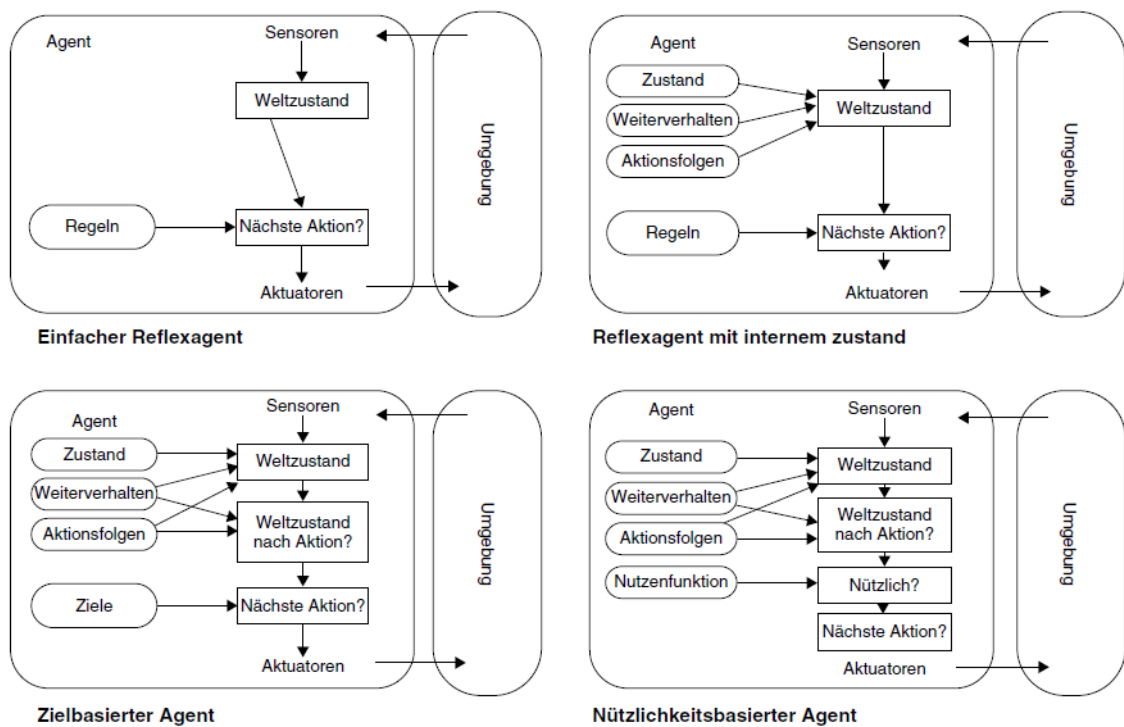 Agent
Sensoren
Weltzustand
Regeln
Nächste Aktion?
Aktuatoren
Umgebung
Einfacher Reflexagent
Agent
Sensoren
Zustand
Weiterverhalten
Aktionsfolgen
Weltzustand
Regeln
Nächste Aktion?
Aktuatoren
Umgebung
Reflexagent mit internem zustand
Agent
Sensoren
Zustand
Weiterverhalten
Aktionsfolgen
Weltzustand
Weltzustand
nach Aktion?
Ziele
Nächste Aktion?
Aktuatoren
Umgebung
Zielbasierter Agent
Agent
Sensoren
Zustand
Weiterverhalten
Aktionsfolgen
Nutzenfunktion
Weltzustand
Weltzustand
nach Aktion?
Nützlich?
Nächste Aktion?
Aktuatoren
Umgebung
Nützlichkeitsbasierter Agent